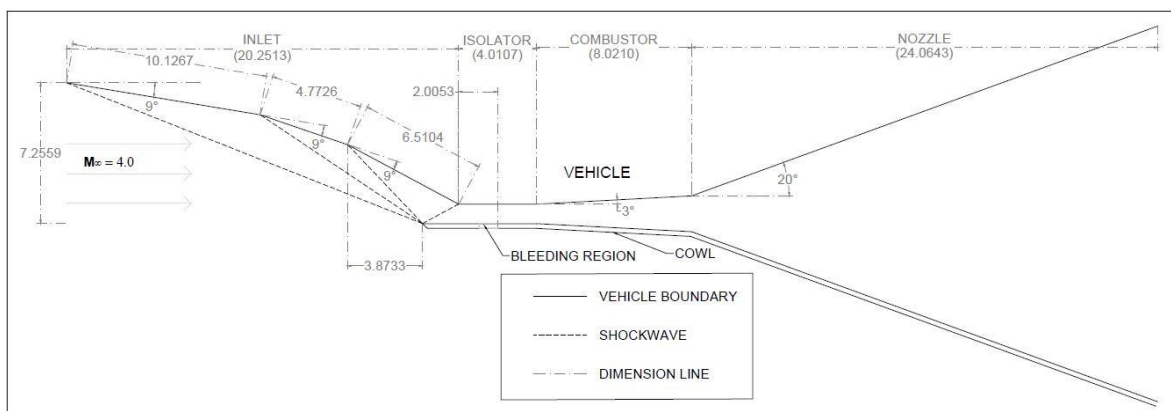 INLET
(20.2513)
ISOLATOR
(4.0107)
COMBUSTOR
(8.0210)
NOZZLE
(24.0643)
10.1267
4.7726
2.0053
6.5104
9°
9°
9°
7.2559
M∞ = 4.0
VEHICLE
3°
20°
3.8733
BLEEDING REGION
COWL
VEHICLE BOUNDARY
SHOCKWAVE
DIMENSION LINE